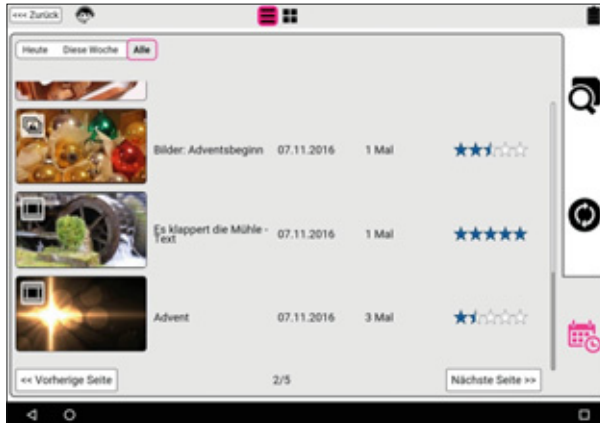 <<< Zurück
Heute Diese Woche Alle
Bilder: Adventsbeginn 07.11.2016 1 Mal
Es klappert die Mühle - 07.11.2016 1 Mal
Text
Advent 07.11.2016 3 Mal
<< Vorherige Seite 2/5 Nächste Seite >>